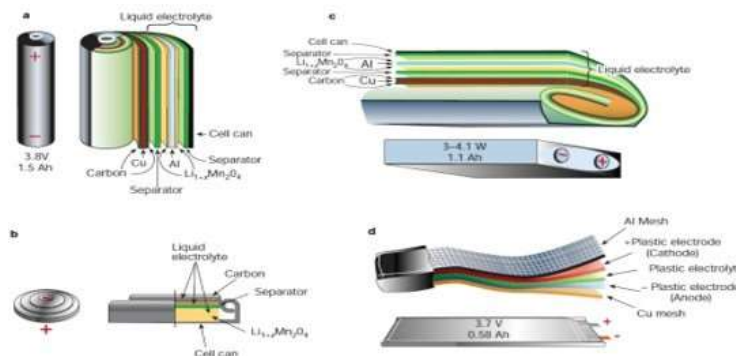 a
Liquid electrolyte
+
−
3.8V
1.5 Ah
Carbon
Cu
Separator
Al
Li1+xMn2O4
Separator
Cell can
b
Liquid
electrolyte
Carbon
Separator
Li1+xMn2O4
Cell can
−
+
c
Cell can
Separator
Li1+xMn2O4
Al
Separator
Carbon
Cu
Liquid electrolyte
3–4.1 W
1.1 Ah
−
+
d
Al Mesh
+Plastic electrode
(Cathode)
Plastic electrolyt
– Plastic electrode
(Anode)
Cu mesh
3.7 V
0.58 Ah
+
-